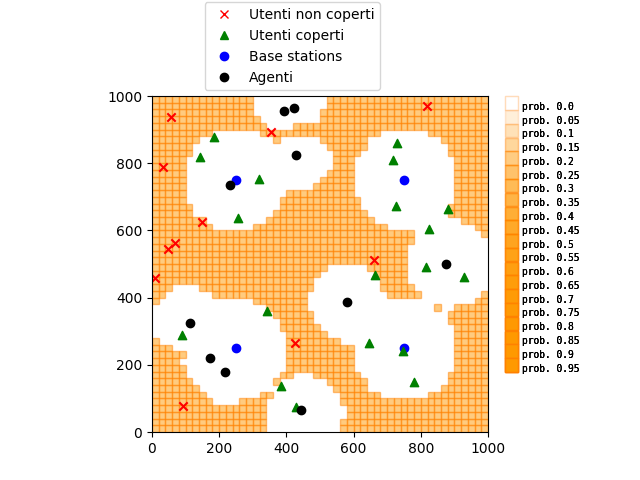 Utenti non coperti
Utenti coperti
Base stations
Agenti
1000
800
600
400
200
0
0
200
400
600
800
1000
prob. 0.0
prob. 0.05
prob. 0.1
prob. 0.15
prob. 0.2
prob. 0.25
prob. 0.3
prob. 0.35
prob. 0.4
prob. 0.45
prob. 0.5
prob. 0.55
prob. 0.6
prob. 0.65
prob. 0.7
prob. 0.75
prob. 0.8
prob. 0.85
prob. 0.9
prob. 0.95